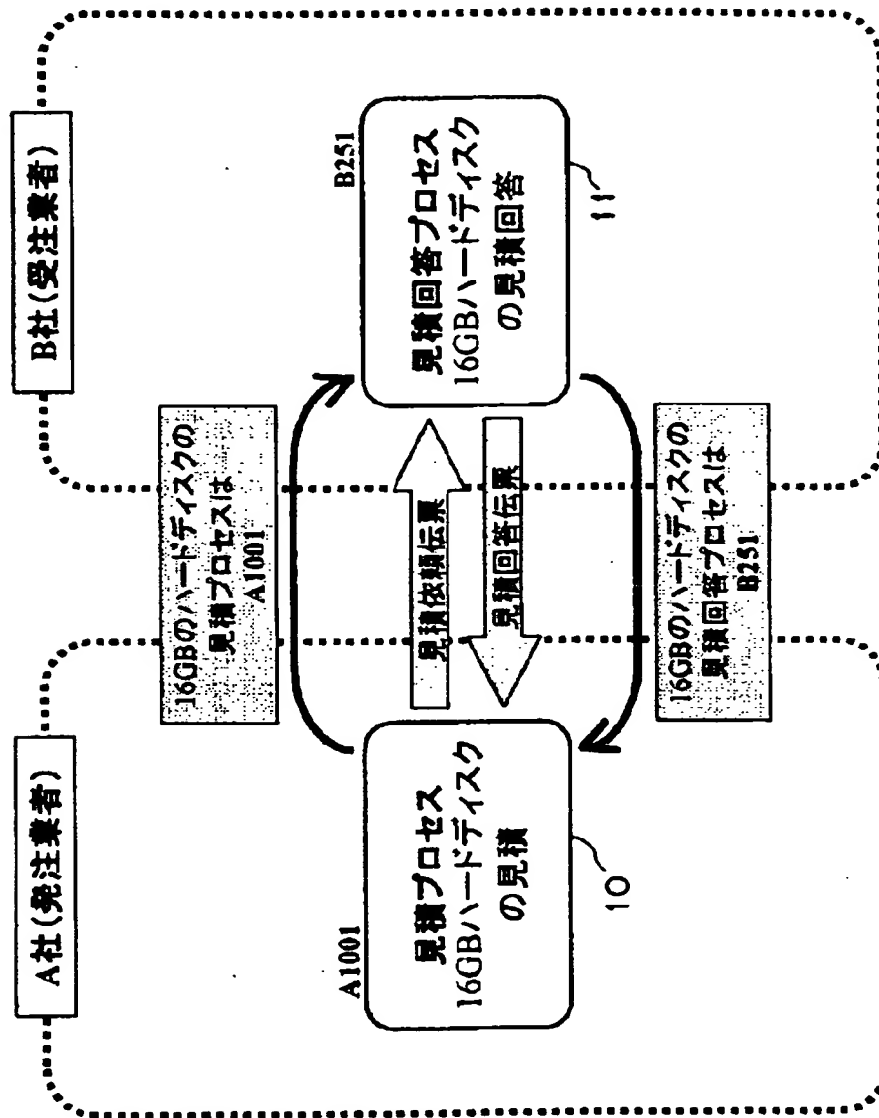 A社(発注業者)
B社(受注業者)
16GBのハードディスクの
見積プロセスは
A1001
A1001
見積プロセス
16GBハードディスク
の見積
10
見積依頼伝票
見積回答伝票
B251
見積回答プロセス
16GBハードディスク
の見積回答
11
16GBのハードディスクの
見積回答プロセスは
B251